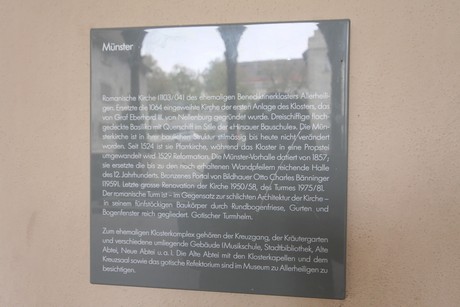 Münster
Romanische Kirche (1103/04) des ehemaligen Benediktinerklosters Allerheili-
gen. Ersetzte die 1064 eingeweihte Kirche der ersten Anlage des Klosters, das
von Graf Eberhard III. von Nellenburg gegründet wurde. Dreischiffige flach-
gedeckte Basilika mit Querschiff im Stile der «Hirsauer Bauschule». Die Mün-
sterkirche ist in ihrer baulichen Struktur erstmässig bis heute nicht verändert
worden. Seit 1524 ist sie Pfarrkirche, während das Kloster in eine Propstei
umgewandelt wird. 1529 Reformation. Die Münster-Vorhalle datiert von 1857;
sie ersetzte die bis zu den noch erhaltenen Wandpfeilern reichende Halle
des 12. Jahrhunderts. Bronzenes Portal von Bildhauer Otto Charles Bänninger
(1959). Letzte grosse Renovation der Kirche 1950/58, des Turmes 1975/81.
Der romanische Turm ist – im Gegensatz zur schlichten Architektur der Kirche –
in seinem fünfstöckigen Baukörper durch Rundbogenfriese, Gurten und
Bogenfenster reich gegliedert. Gotischer Turmhelm.
Zum ehemaligen Klosterkomplex gehören der Kreuzgang, der Kräutergarten
und verschiedene umliegende Gebäude (Musikschule, Stadtbibliothek, Alte
Abtei, Neue Abtei u. a.). Die Alte Abtei mit den Klosterkapellen und dem
Kreuzsaal sowie das gotische Refektorium sind im Museum zu Allerheiligen zu
besichtigen.